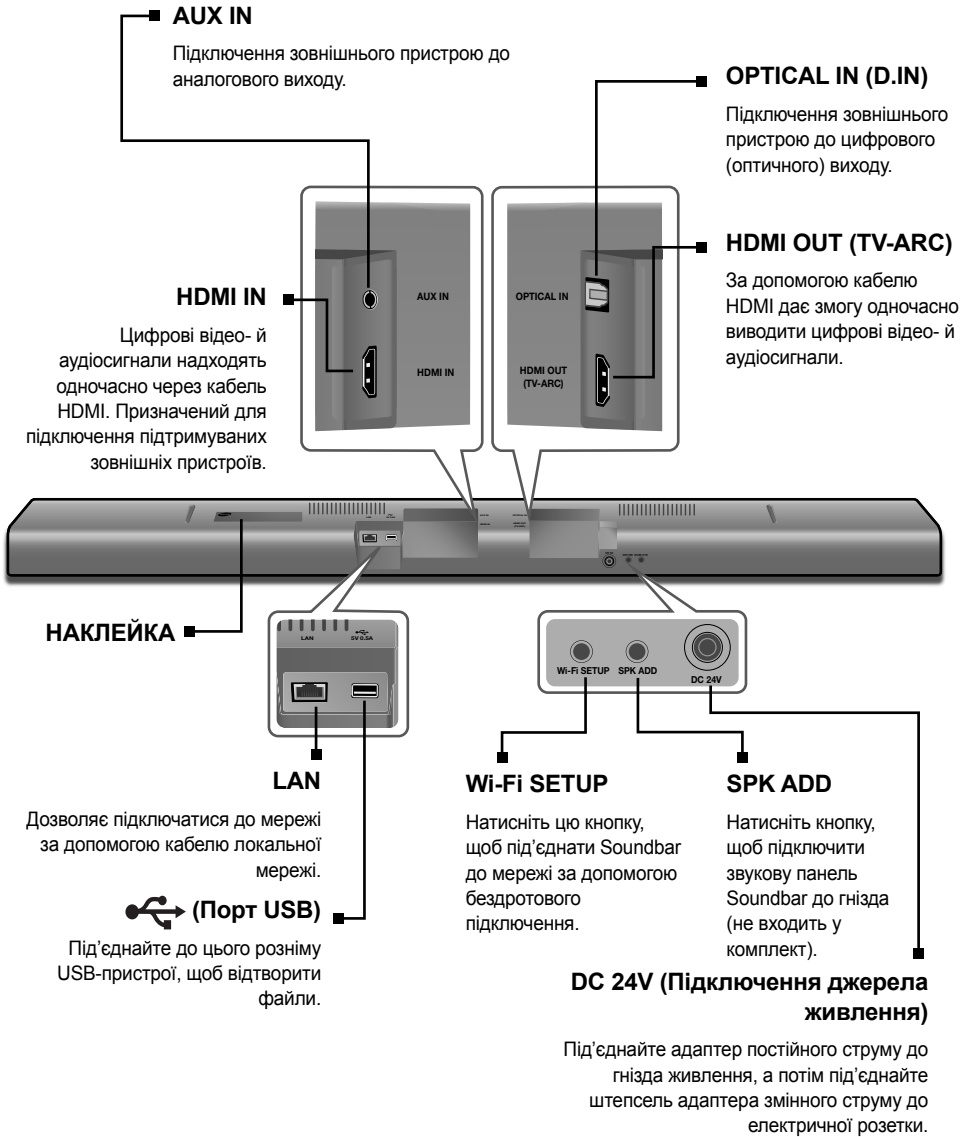 AUX IN
Підключення зовнішнього пристрою до
аналогового виходу.
OPTICAL IN (D.IN)
Підключення зовнішнього
пристрою до цифрового
(оптичного) виходу.
HDMI OUT (TV-ARC)
За допомогою кабелю
HDMI дає змогу одночасно
виводити цифрові відео- й
аудіосигнали.
HDMI IN
Цифрові відео- й
аудіосигнали надходять
одночасно через кабель
HDMI. Призначений для
підключення підтримуваних
зовнішніх пристроїв.
AUX IN
HDMI IN
OPTICAL IN
HDMI OUT
(TV-ARC)
НАКЛЕЙКА
LAN
5V 0.5A
Wi-Fi SETUP
SPK ADD
DC 24V
LAN
Дозволяє підключатися до мережі
за допомогою кабелю локальної
мережі.
(Порт USB)
Під’єднайте до цього розніму
USB-пристрої, щоб відтворити
файли.
Wi-Fi SETUP
Натисніть цю кнопку,
щоб під’єднати Soundbar
до мережі за допомогою
бездротового
підключення.
SPK ADD
Натисніть кнопку,
щоб підключити
звукову панель
Soundbar до гнізда
(не входить у
комплект).
DC 24V (Підключення джерела
живлення)
Під’єднайте адаптер постійного струму до
гнізда живлення, а потім під’єднайте
штепсель адаптера змінного струму до
електричної розетки.